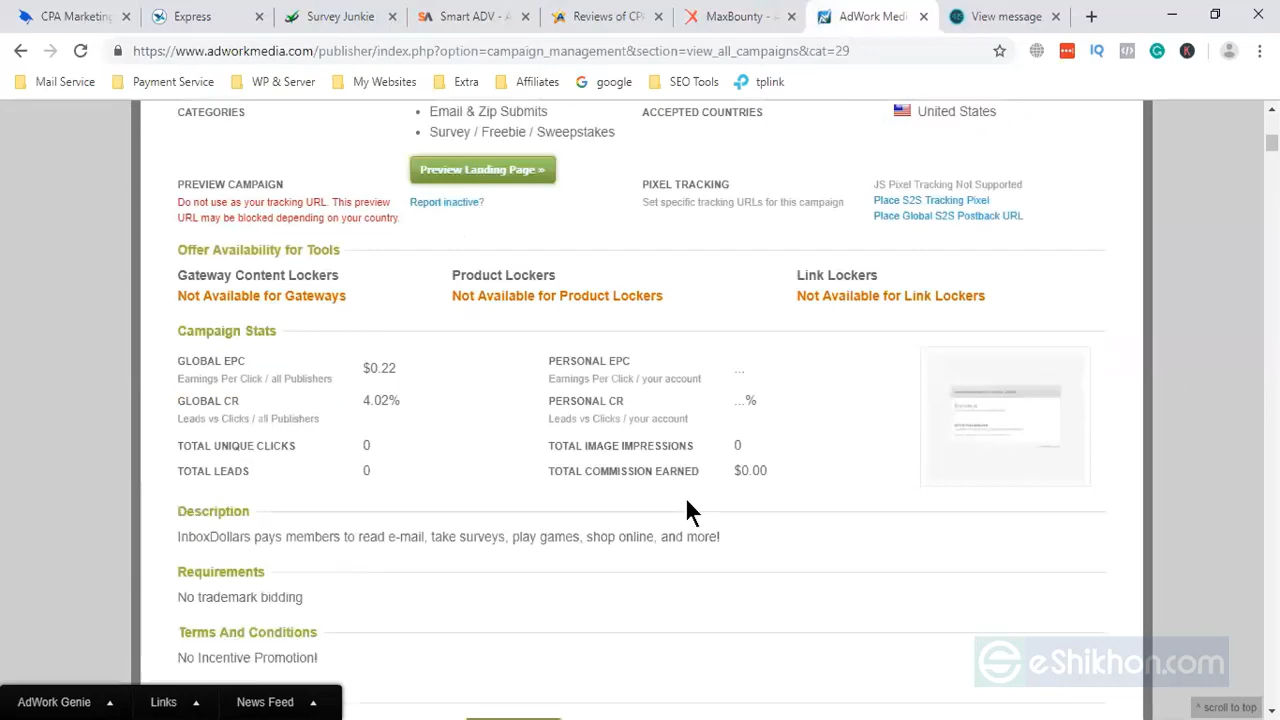 CPA Marketing
Express
Survey Junkie
Smart ADV - A
Reviews of CP
MaxBounty -
AdWork Medi
View message
https://www.adworkmedia.com/publisher/index.php?option=campaign_management&section=view_all_campaigns&cat=29
Mail Service
Payment Service
WP & Server
My Websites
Extra
Affiliates
google
SEO Tools
tplink
CATEGORIES
• Email & Zip Submits
• Survey / Freebie / Sweepstakes
ACCEPTED COUNTRIES
United States
PREVIEW CAMPAIGN
Do not use as your tracking URL. This preview
URL may be blocked depending on your country.
Preview Landing Page »
Report inactive?
PIXEL TRACKING
Set specific tracking URLs for this campaign
JS Pixel Tracking Not Supported
Place S2S Tracking Pixel
Place Global S2S Postback URL
Offer Availability for Tools
Gateway Content Lockers
Not Available for Gateways
Product Lockers
Not Available for Product Lockers
Link Lockers
Not Available for Link Lockers
Campaign Stats
GLOBAL EPC
Earnings Per Click / all Publishers
$0.22
PERSONAL EPC
Earnings Per Click / your account
...
GLOBAL CR
Leads vs Clicks / all Publishers
4.02%
PERSONAL CR
Leads vs Clicks / your account
...%
TOTAL UNIQUE CLICKS 0
TOTAL IMAGE IMPRESSIONS 0
TOTAL LEADS 0
TOTAL COMMISSION EARNED $0.00
Description
InboxDollars pays members to read e-mail, take surveys, play games, shop online, and more!
Requirements
No trademark bidding
Terms And Conditions
No Incentive Promotion!
eShikhon.com
AdWork Genie
Links
News Feed
^ scroll to top